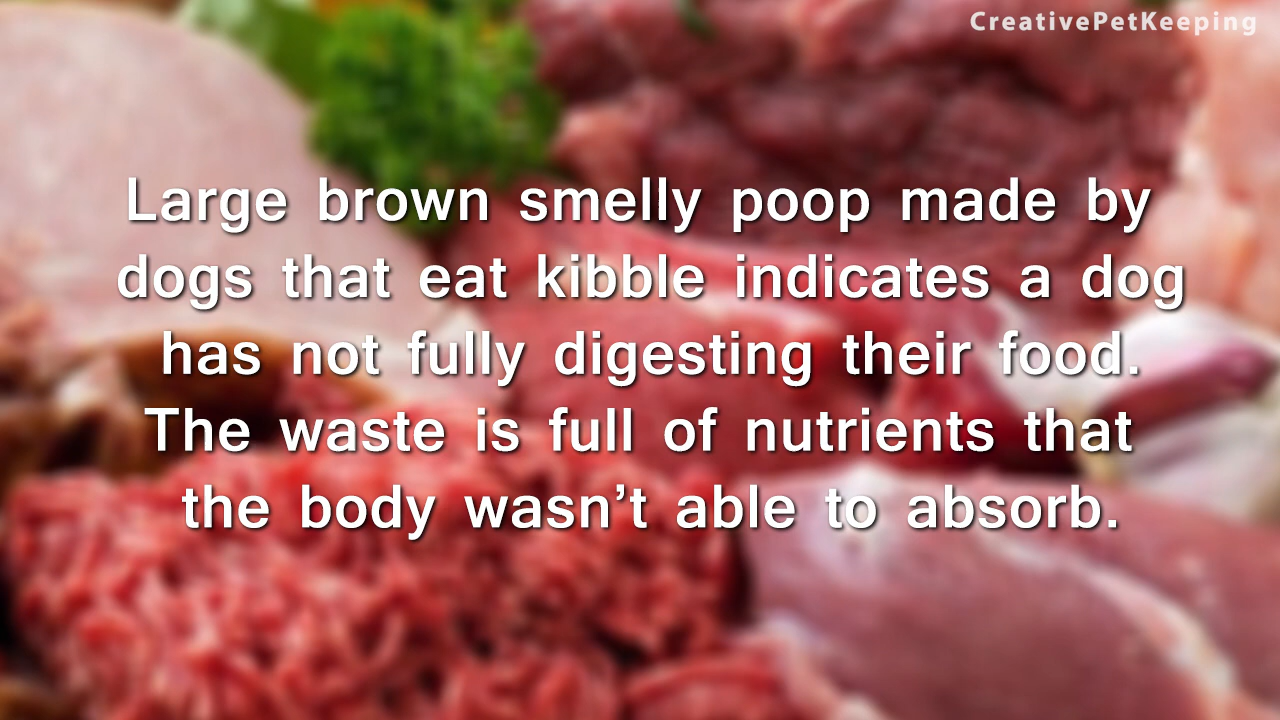 CreativePetKeeping
Large brown smelly poop made by
dogs that eat kibble indicates a dog
has not fully digesting their food.
The waste is full of nutrients that
the body wasn’t able to absorb.